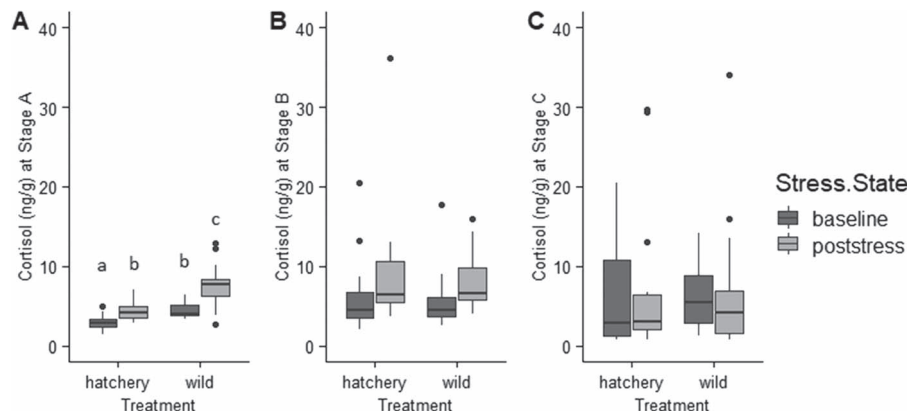 A
Cortisol (ng/g) at Stage A
40
30
20
10
0
a
b
b
c
hatchery
wild
Treatment
B
Cortisol (ng/g) at Stage B
40
30
20
10
0
hatchery
wild
Treatment
C
Cortisol (ng/g) at Stage C
40
30
20
10
0
hatchery
wild
Treatment
Stress.State
baseline
poststress